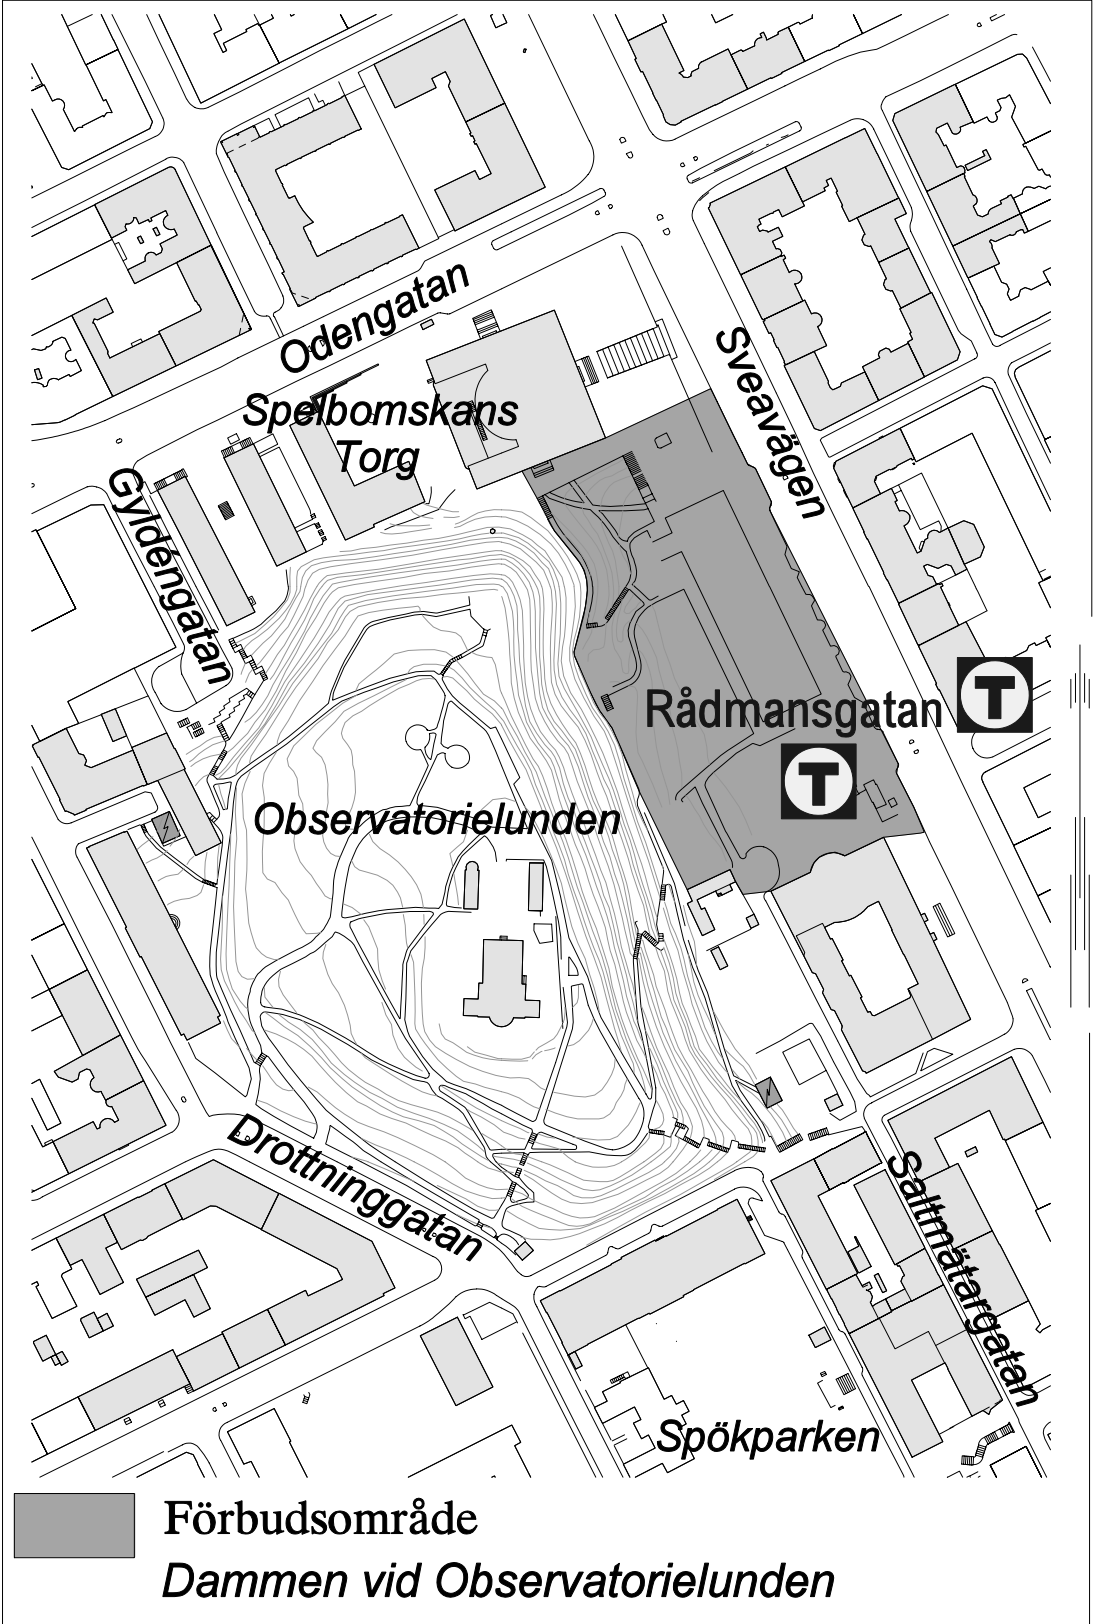 Odengatan
Sveavägen
Spelbomskans
Torg
Gyldéngatan
Rådmansgatan T
T
Observatorielunden
Drottninggatan
Saltmätargatan
Spökparken
Förbudsområde
Dammen vid Observatorielunden